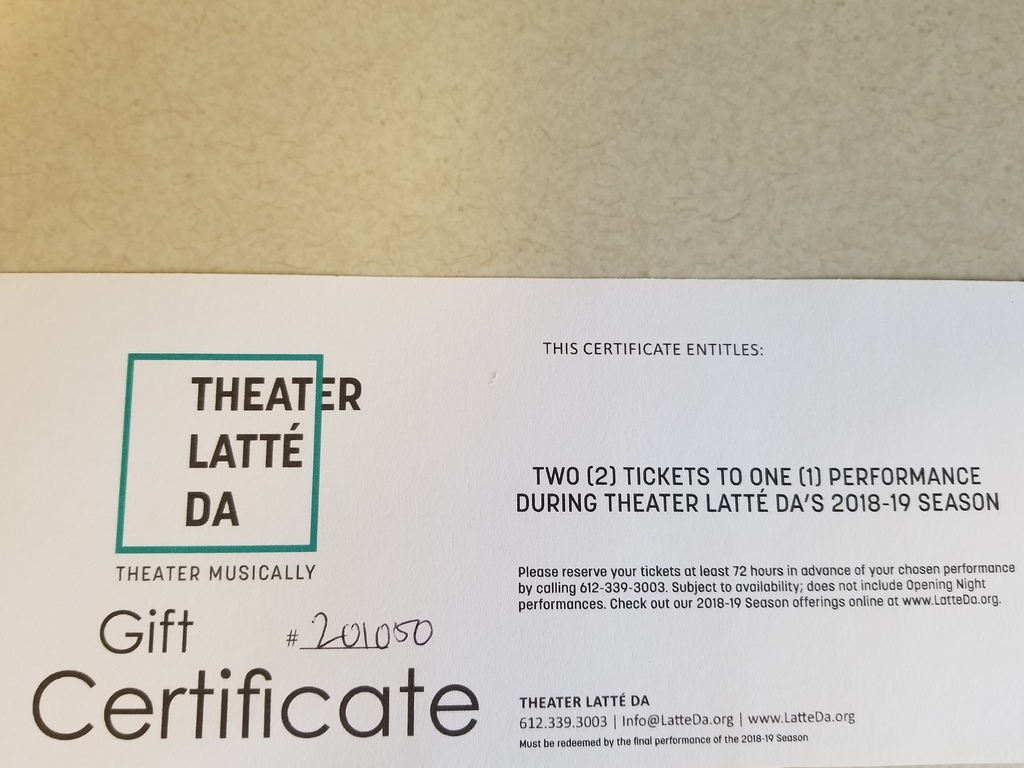 THEATER
LATTÉ
DA
THEATER MUSICALLY
Gift # 201050
Certificate
THIS CERTIFICATE ENTITLES:
TWO (2) TICKETS TO ONE (1) PERFORMANCE
DURING THEATER LATTÉ DA'S 2018-19 SEASON
Please reserve your tickets at least 72 hours in advance of your chosen performance
by calling 612-339-3003. Subject to availability; does not include Opening Night
performances. Check out our 2018-19 Season offerings online at www.LatteDa.org.
THEATER LATTÉ DA
612.339.3003 | Info@LatteDa.org | www.LatteDa.org
Must be redeemed by the final performance of the 2018-19 Season